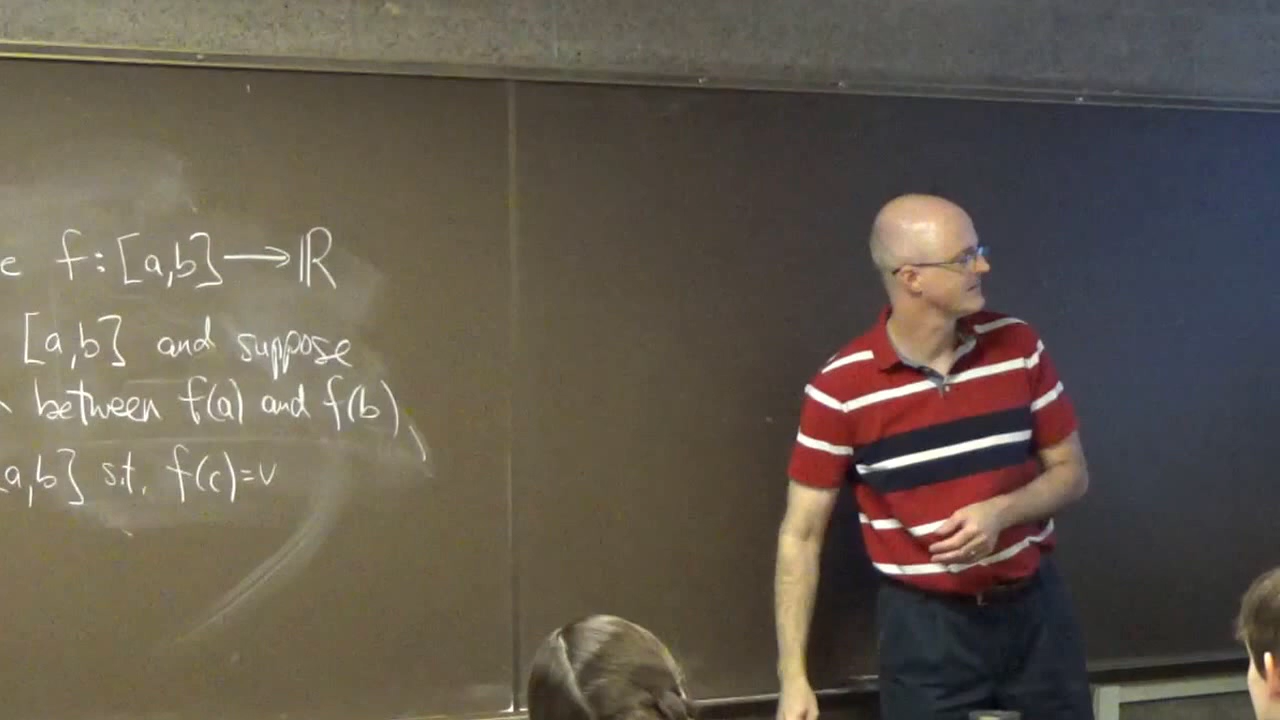 e f:[a,b]→ℝ
[a,b] and suppose
between f(a) and f(b),
a,b] s.t. f(c)=v